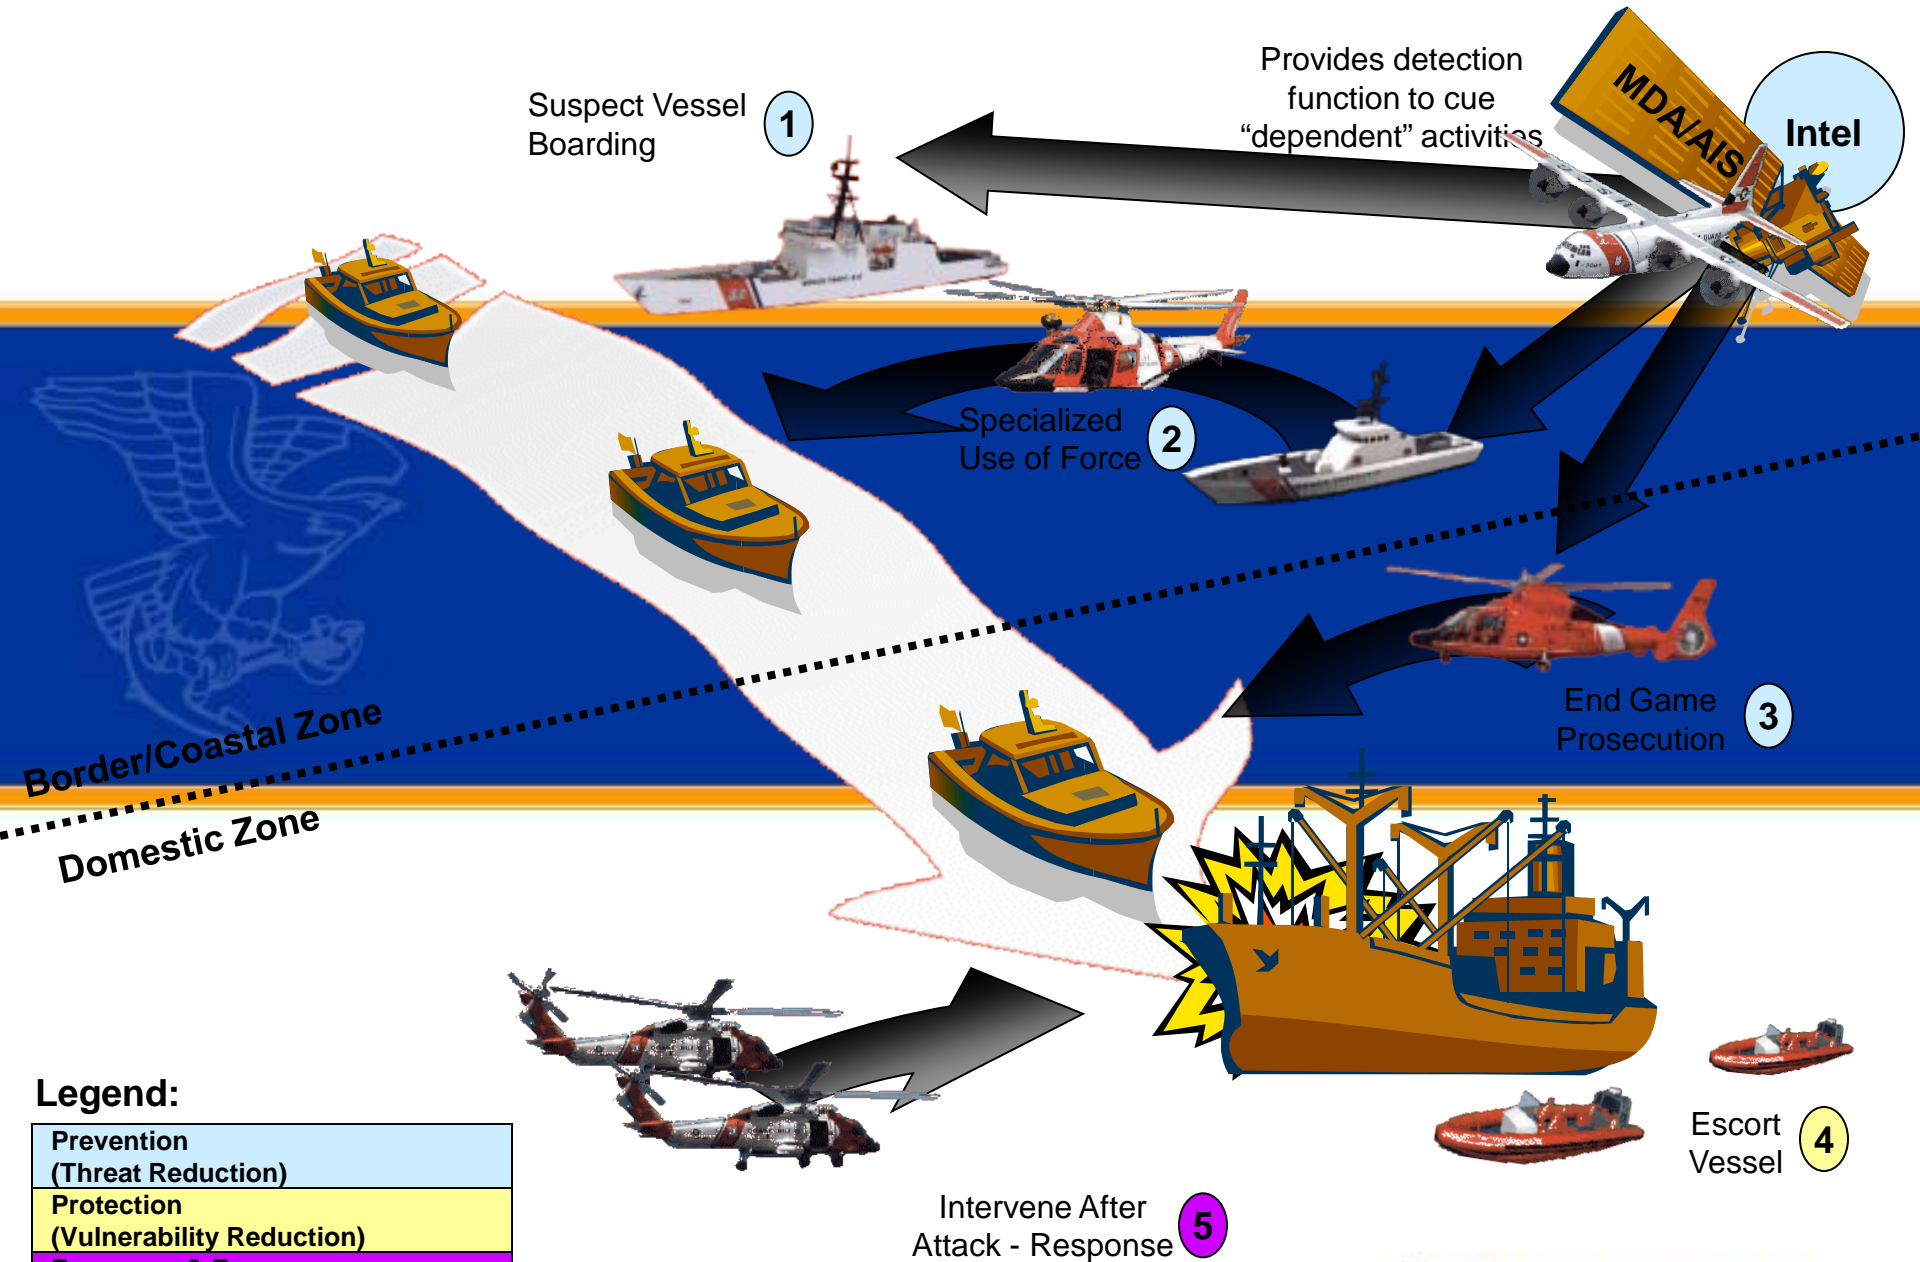 Provides detection
function to cue
“dependent” activities
MDA/AIS
Intel
Suspect Vessel
Boarding
1
Specialized
Use of Force
2
End Game
Prosecution
3
Border/Coastal Zone
Domestic Zone
Legend:
Prevention
(Threat Reduction)
Protection
(Vulnerability Reduction)
Escort
Vessel
4
Intervene After
Attack - Response
5